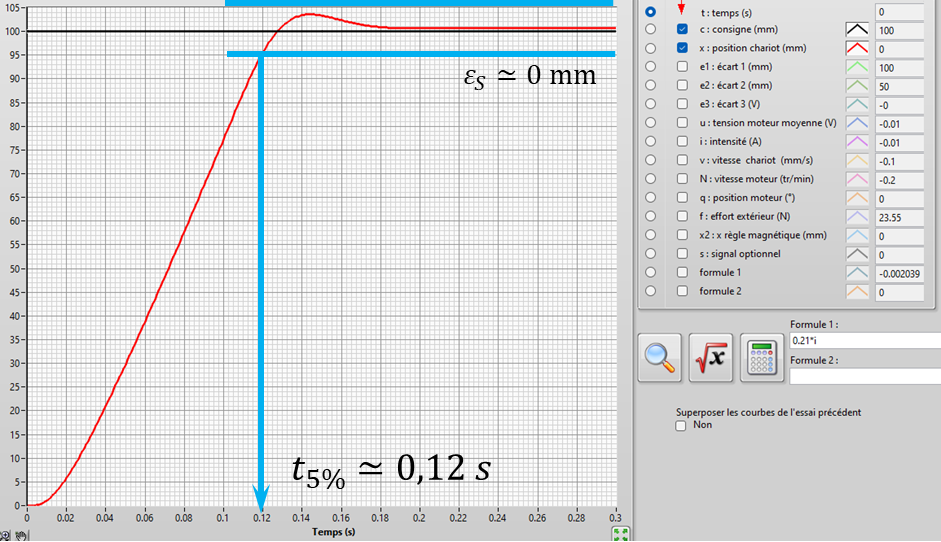 105
100
95
90
85
80
75
70
65
60
55
50
45
40
35
30
25
20
15
10
5
0
0 0.02 0.04 0.06 0.08 0.1 0.12 0.14 0.16 0.18 0.2 0.22 0.24 0.26 0.28 0.3
Temps (s)
εS ≃ 0 mm
t5% ≃ 0,12 s
t : temps (s) 0
c : consigne (mm) 100
x : position chariot (mm) 0
e1 : écart 1 (mm) 100
e2 : écart 2 (mm) 50
e3 : écart 3 (V) -0
u : tension moteur moyenne (V) -0.01
i : intensité (A) -0.01
v : vitesse chariot (mm/s) -0.1
N : vitesse moteur (tr/min) -0.2
q : position moteur (°) 0
f : effort extérieur (N) 23.55
x2 : x règle magnétique (mm) 0
s : signal optionnel 0
formule 1 -0.002039
formule 2 0
√x
Formule 1 :
0.21*i
Formule 2 :
Superposer les courbes de l'essai précédent
Non